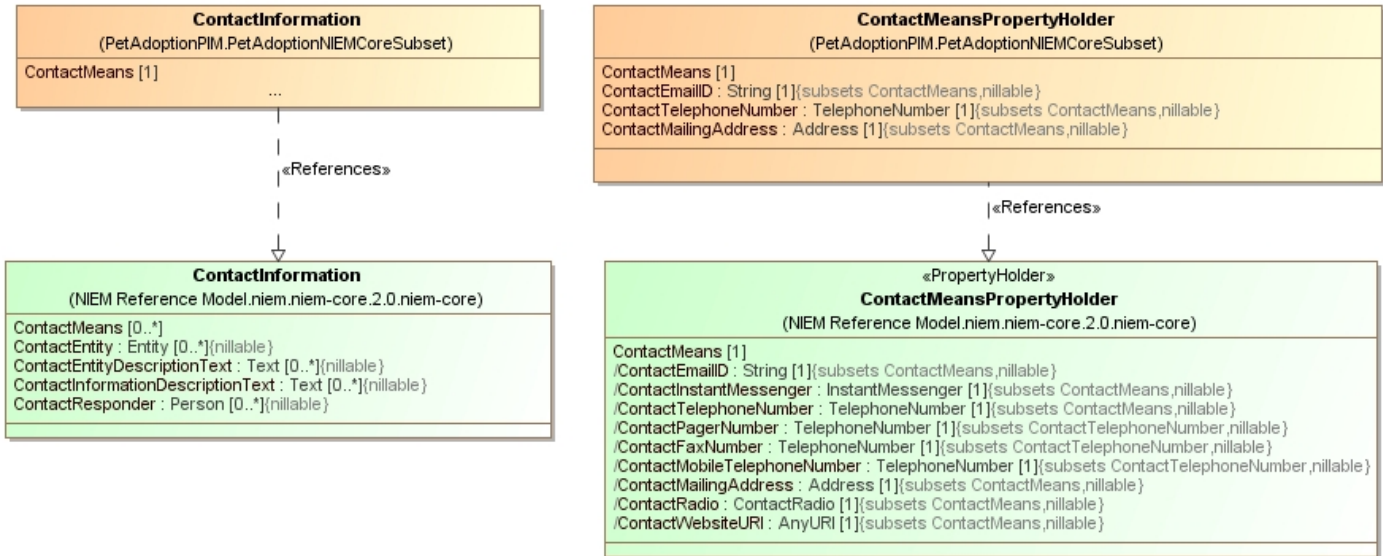 ContactInformation
(PetAdoptionPIM.PetAdoptionNIEMCoreSubset)
ContactMeans [1]
...
«References»
ContactInformation
(NIEM Reference Model.niem.niem-core.2.0.niem-core)
ContactMeans [0..*]
ContactEntity : Entity [0..*]{nillable}
ContactEntityDescriptionText : Text [0..*]{nillable}
ContactInformationDescriptionText : Text [0..*]{nillable}
ContactResponder : Person [0..*]{nillable}
ContactMeansPropertyHolder
(PetAdoptionPIM.PetAdoptionNIEMCoreSubset)
ContactMeans [1]
ContactEmailID : String [1]{subsets ContactMeans,nillable}
ContactTelephoneNumber : TelephoneNumber [1]{subsets ContactMeans,nillable}
ContactMailingAddress : Address [1]{subsets ContactMeans,nillable}
«References»
«PropertyHolder»
ContactMeansPropertyHolder
(NIEM Reference Model.niem.niem-core.2.0.niem-core)
ContactMeans [1]
/ContactEmailID : String [1]{subsets ContactMeans,nillable}
/ContactInstantMessenger : InstantMessenger [1]{subsets ContactMeans,nillable}
/ContactTelephoneNumber : TelephoneNumber [1]{subsets ContactMeans,nillable}
/ContactPagerNumber : TelephoneNumber [1]{subsets ContactTelephoneNumber,nillable}
/ContactFaxNumber : TelephoneNumber [1]{subsets ContactTelephoneNumber,nillable}
/ContactMobileTelephoneNumber : TelephoneNumber [1]{subsets ContactTelephoneNumber,nillable}
/ContactMailingAddress : Address [1]{subsets ContactMeans,nillable}
/ContactRadio : ContactRadio [1]{subsets ContactMeans,nillable}
/ContactWebsiteURI : AnyURI [1]{subsets ContactMeans,nillable}